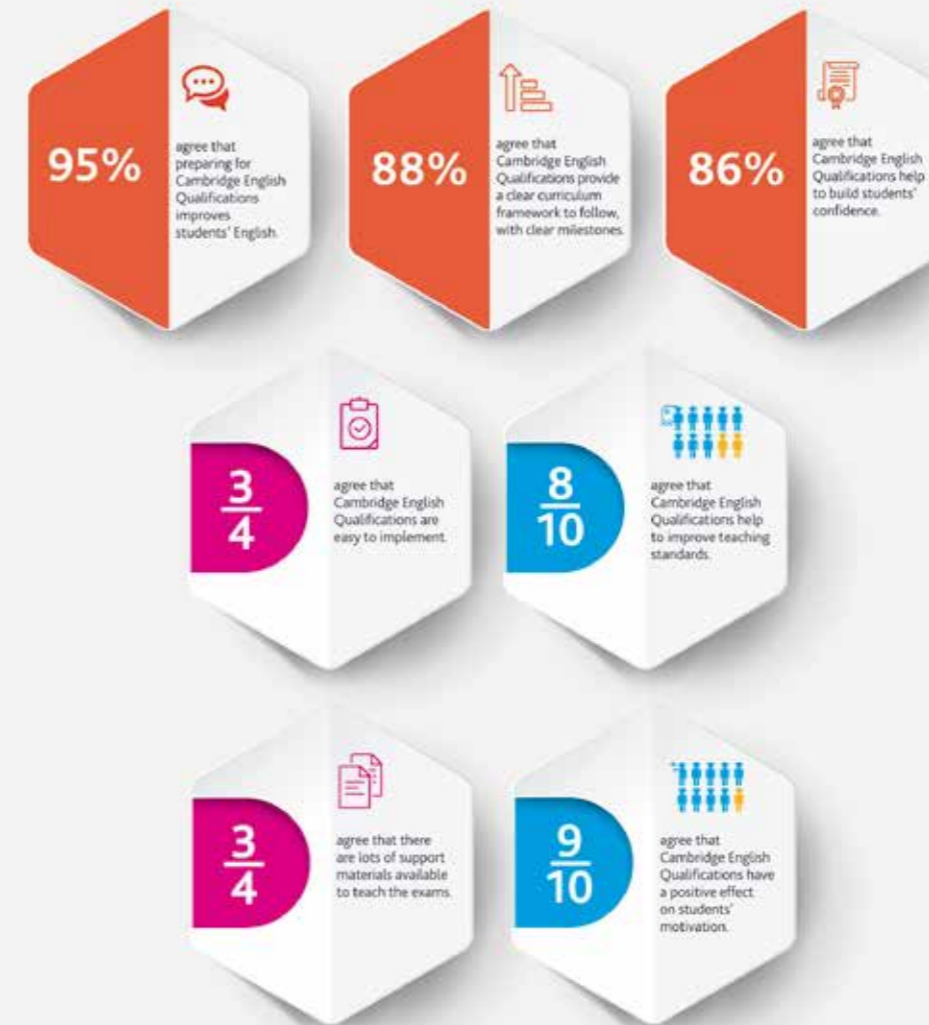 95%
agree that
preparing for
Cambridge English
Qualifications
improves
students' English.
88%
agree that
Cambridge English
Qualifications provide
a clear curriculum
framework to follow,
with clear milestones.
86%
agree that
Cambridge English
Qualifications help
to build students'
confidence.
3
4
agree that
Cambridge English
Qualifications are
easy to implement.
8
10
agree that
Cambridge English
Qualifications help
to improve teaching
standards.
3
4
agree that there
are lots of support
materials available
to teach the exams.
9
10
agree that
Cambridge English
Qualifications have
a positive effect
on students'
motivation.